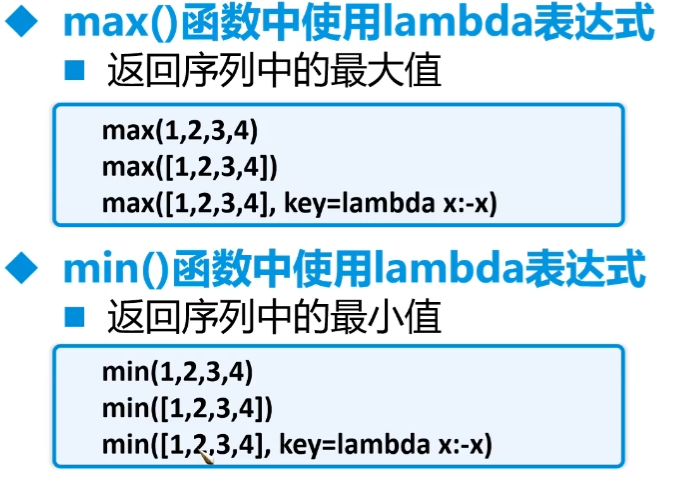 max()函数中使用lambda表达式
返回序列中的最大值
max(1,2,3,4)
max([1,2,3,4])
max([1,2,3,4], key=lambda x:-x)
min()函数中使用lambda表达式
返回序列中的最小值
min(1,2,3,4)
min([1,2,3,4])
min([1,2,3,4], key=lambda x:-x)